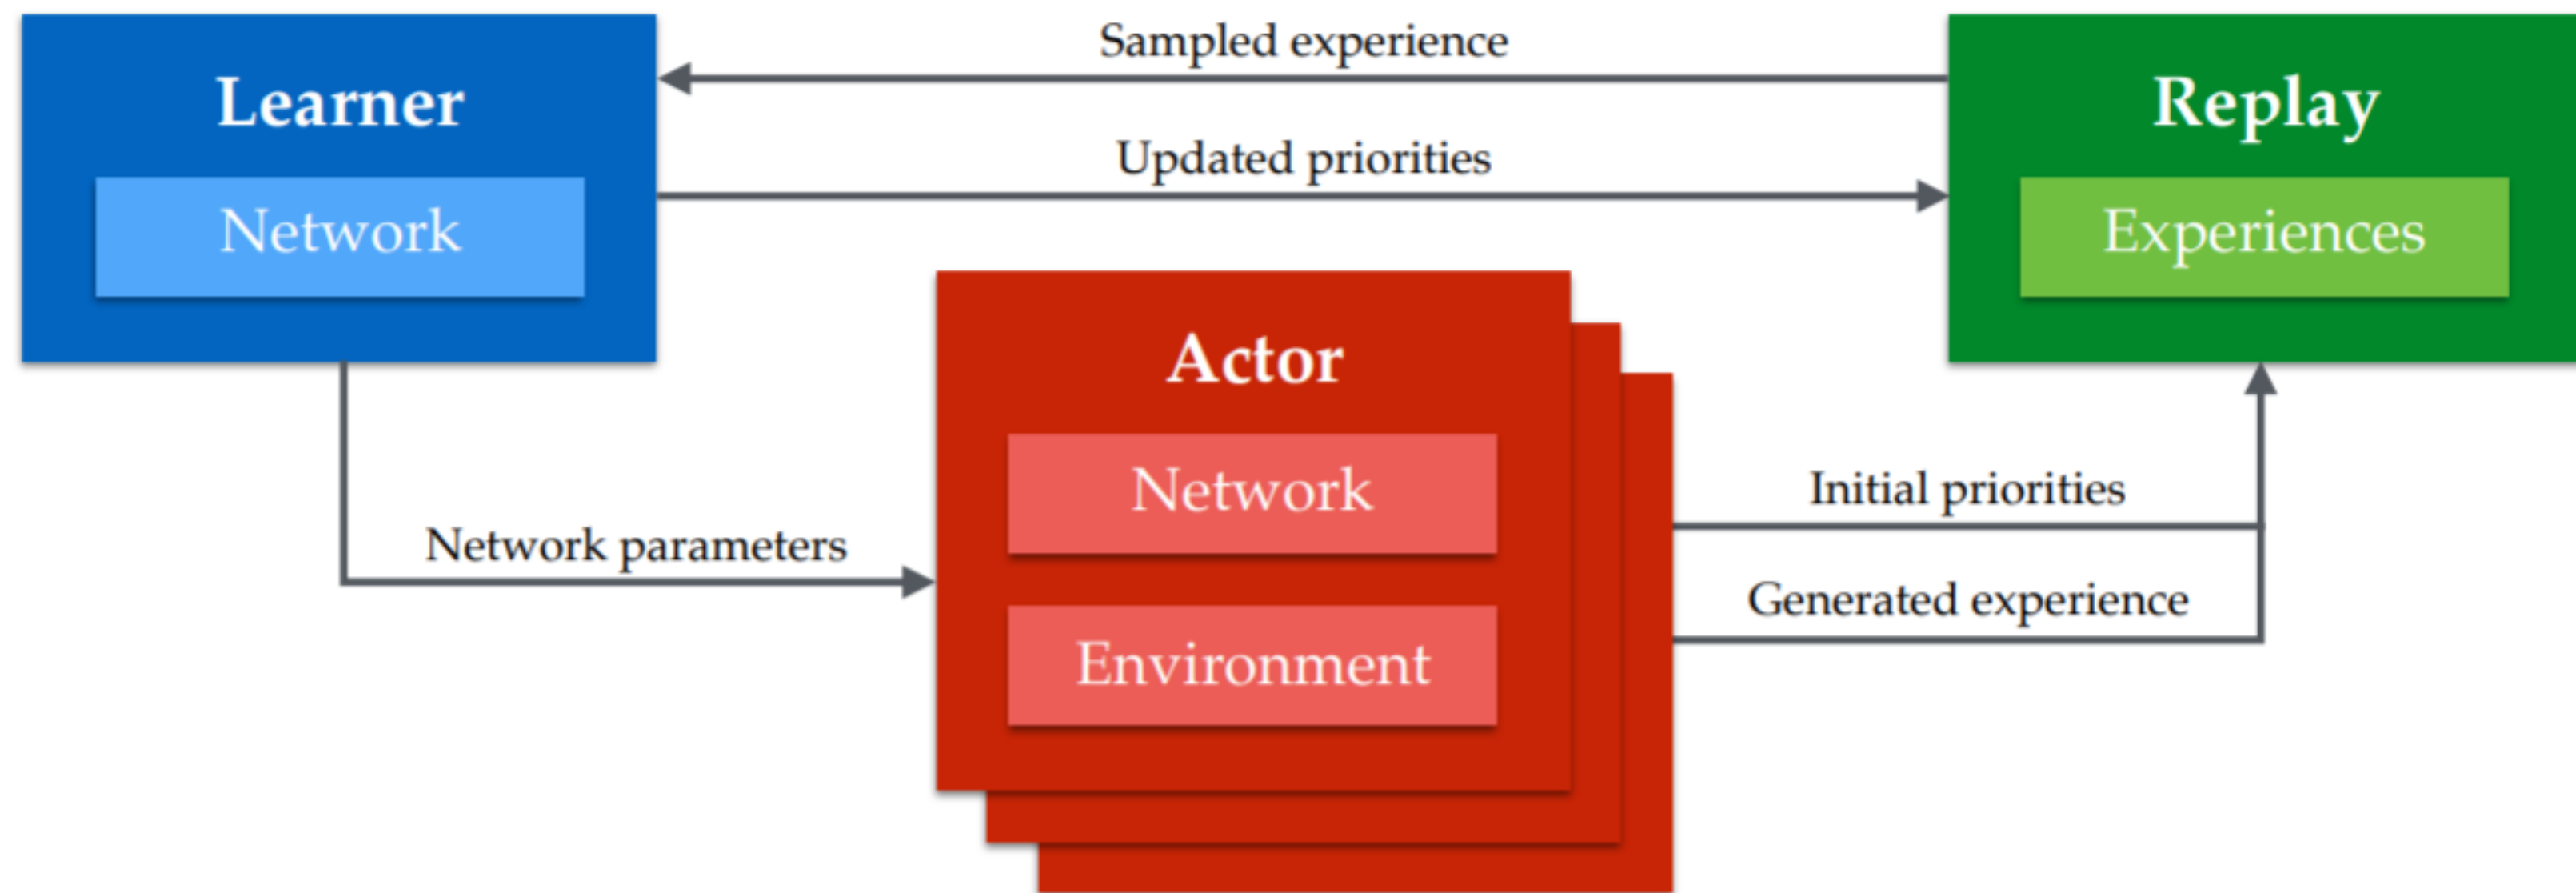 Sampled experience
Learner
Replay
Updated priorities
Network
Experiences
Actor
Network
Initial priorities
Network parameters
Generated experience
Environment